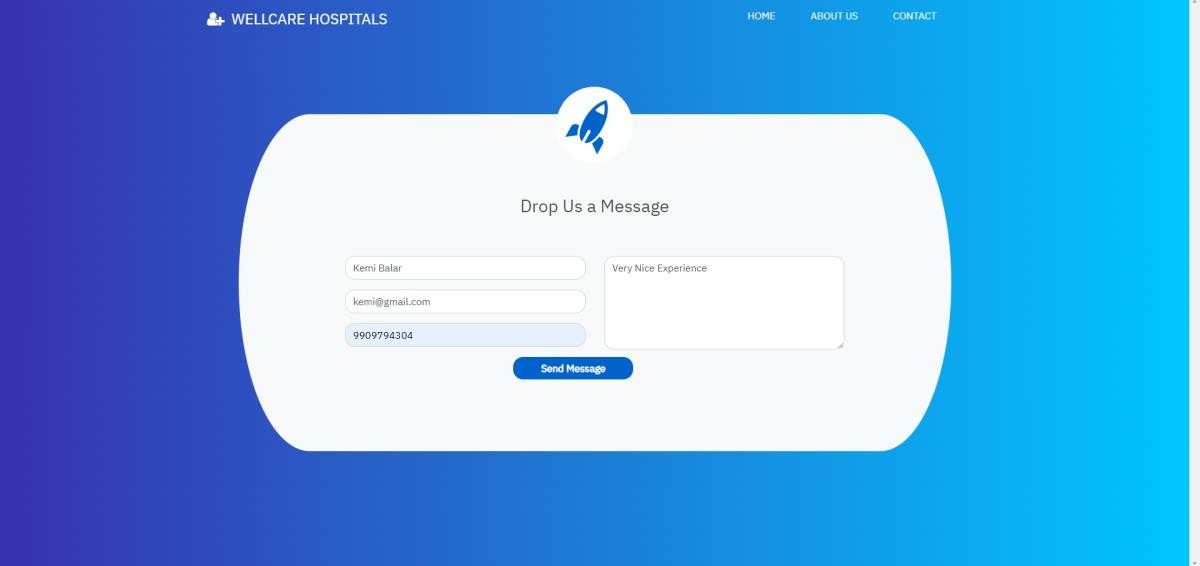 WELLCARE HOSPITALS
HOME ABOUT US CONTACT
Drop Us a Message
Kemi Balar
kemi@gmail.com
9909794304
Very Nice Experience
Send Message